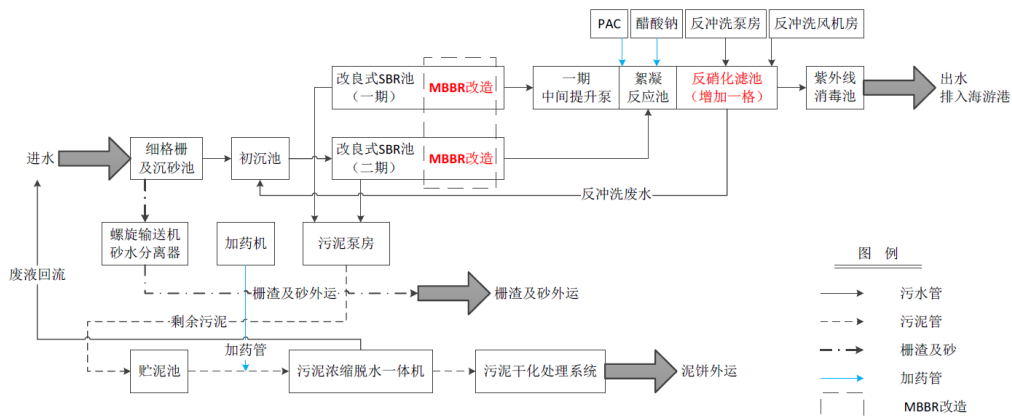 PAC
醋酸钠
反冲洗泵房
反冲洗风机房
改良式SBR池
（一期）
MBBR改造
一期
中间提升泵
絮凝
反应池
反硝化滤池
（增加一格）
紫外线
消毒池
出水
排入海游港
进水
细格栅
及沉砂池
初沉池
改良式SBR池
（二期）
MBBR改造
反冲洗废水
螺旋输送机
砂水分离器
加药机
污泥泵房
废液回流
栅渣及砂外运
栅渣及砂外运
剩余污泥
加药管
贮泥池
污泥浓缩脱水一体机
污泥干化处理系统
泥饼外运
图 例
污水管
污泥管
栅渣及砂
加药管
MBBR改造